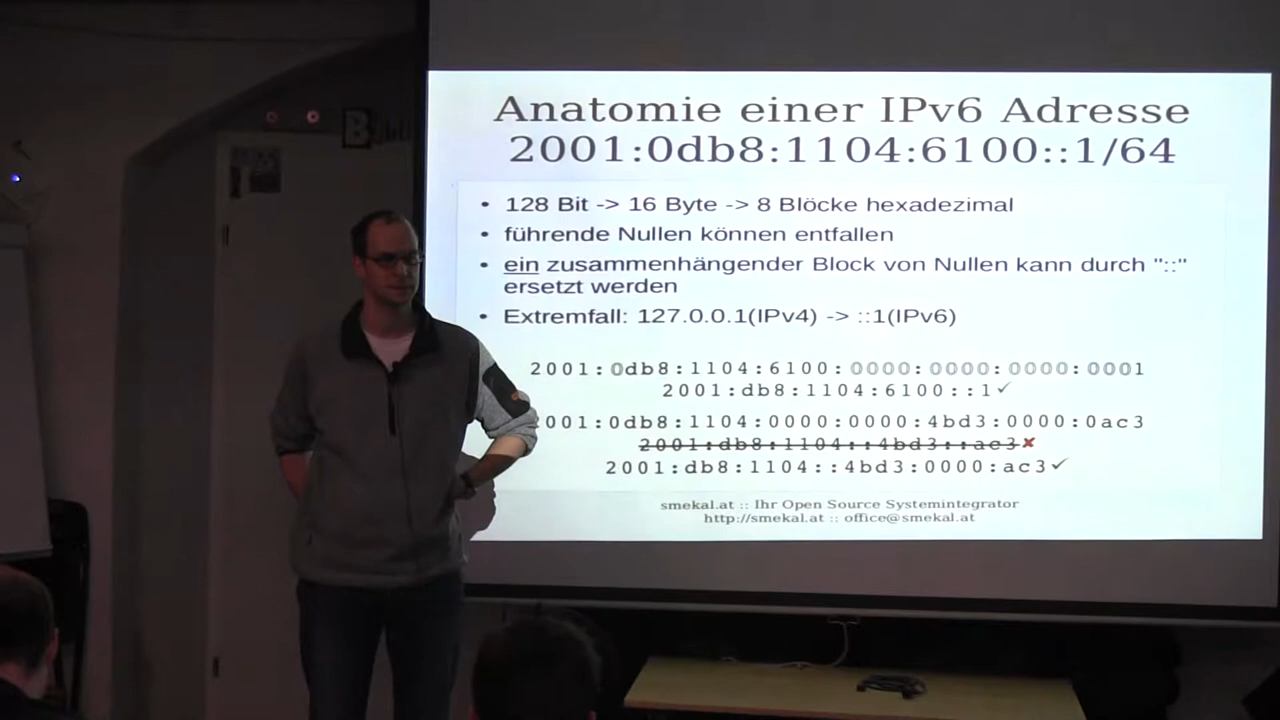 Anatomie einer IPv6 Adresse
2001:0db8:1104:6100::1/64
• 128 Bit -> 16 Byte -> 8 Blöcke hexadezimal
• führende Nullen können entfallen
• ein zusammenhängender Block von Nullen kann durch "::"
ersetzt werden
• Extremfall: 127.0.0.1(IPv4) -> ::1(IPv6)
2001:0db8:1104:6100:0000:0000:0000:0001
2001:db8:1104:6100::1✓
2001:0db8:1104:0000:0000:4bd3:0000:0ac3
2001:db8:1104::4bd3::ac3✗
2001:db8:1104::4bd3:0000:ac3✓
smekal.at :: Ihr Open Source Systemintegrator
http://smekal.at :: office@smekal.at